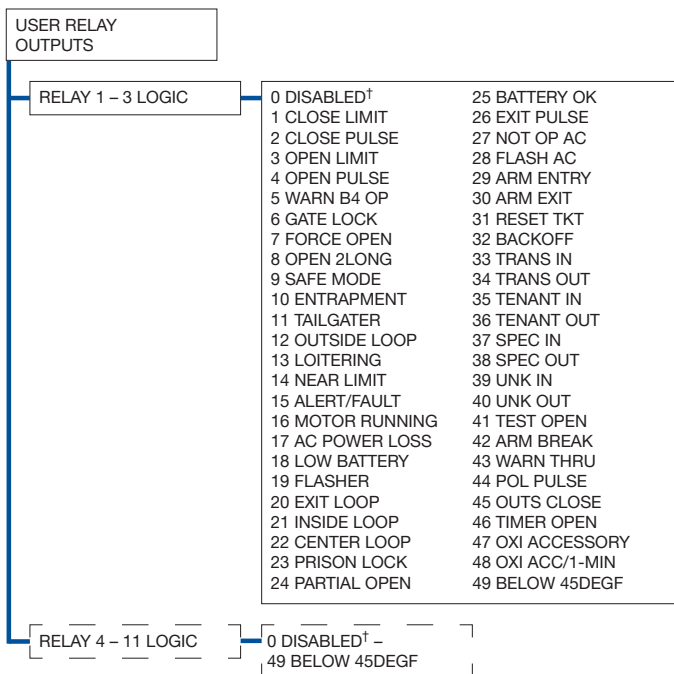 USER RELAY
OUTPUTS
RELAY 1 – 3 LOGIC
0 DISABLED†
1 CLOSE LIMIT
2 CLOSE PULSE
3 OPEN LIMIT
4 OPEN PULSE
5 WARN B4 OP
6 GATE LOCK
7 FORCE OPEN
8 OPEN 2LONG
9 SAFE MODE
10 ENTRAPMENT
11 TAILGATER
12 OUTSIDE LOOP
13 LOITERING
14 NEAR LIMIT
15 ALERT/FAULT
16 MOTOR RUNNING
17 AC POWER LOSS
18 LOW BATTERY
19 FLASHER
20 EXIT LOOP
21 INSIDE LOOP
22 CENTER LOOP
23 PRISON LOCK
24 PARTIAL OPEN
25 BATTERY OK
26 EXIT PULSE
27 NOT OP AC
28 FLASH AC
29 ARM ENTRY
30 ARM EXIT
31 RESET TKT
32 BACKOFF
33 TRANS IN
34 TRANS OUT
35 TENANT IN
36 TENANT OUT
37 SPEC IN
38 SPEC OUT
39 UNK IN
40 UNK OUT
41 TEST OPEN
42 ARM BREAK
43 WARN THRU
44 POL PULSE
45 OUTS CLOSE
46 TIMER OPEN
47 OXI ACCESSORY
48 OXI ACC/1-MIN
49 BELOW 45DEGF
RELAY 4 – 11 LOGIC
0 DISABLED† –
49 BELOW 45DEGF